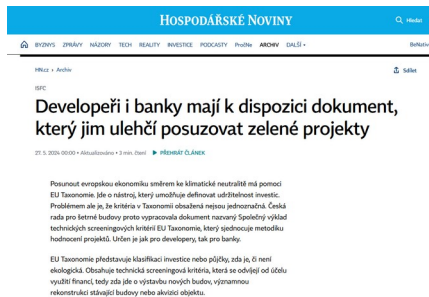 HOSPODÁŘSKÉ NOVINY
Hledat
BYZNYS ZPRÁVY NÁZORY TECH REALITY INVESTICE PODCASTY ProŽeňe ARCHIV DALŠÍ
BeNativ
HN.cz › Archiv
Sdílet
ISFC
Developeři i banky mají k dispozici dokument,
který jim ulehčí posuzovat zelené projekty
27. 5. 2024 00:00 • Aktualizováno • 3 min. čtení ▶ PŘEHRÁT ČLÁNEK
Posunout evropskou ekonomiku směrem ke klimatické neutralitě má pomoci
EU Taxonomie. Jde o nástroj, který umožňuje definovat udržitelnost investic.
Problémem ale je, že kritéria v Taxonomii obsažená nejsou jednoznačná. Česká
rada pro šetrné budovy proto vypracovala dokument nazvaný Společný výklad
technických screeningových kritérií EU Taxonomie, který sjednocuje metodiku
hodnocení projektů. Určen je jak pro developery, tak pro banky.
EU Taxonomie představuje klasifikaci investice nebo půjčky, zda je, či není
ekologická. Obsahuje technická screeningová kritéria, která se odvíjejí od účelu
využití financí, tedy zda jde o výstavbu nových budov, významnou
rekonstrukci stávající budovy nebo akvizici objektu.